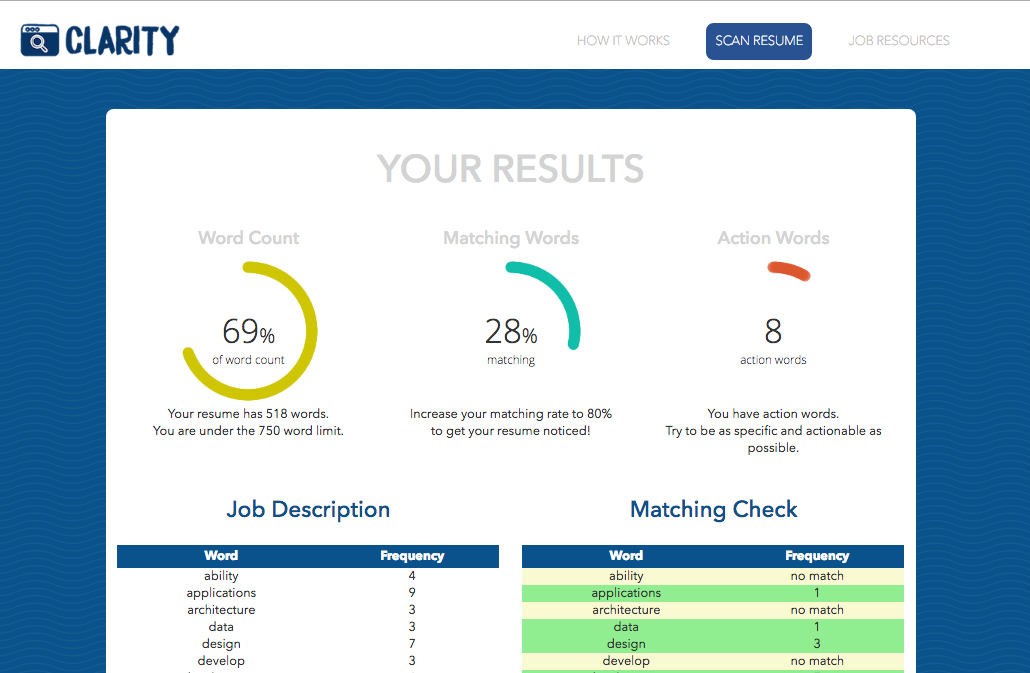 CLARITY
HOW IT WORKS
SCAN RESUME
JOB RESOURCES
YOUR RESULTS
Word Count
69%
of word count
Your resume has 518 words.
You are under the 750 word limit.
Matching Words
28%
matching
Increase your matching rate to 80%
to get your resume noticed!
Action Words
8
action words
You have action words.
Try to be as specific and actionable as
possible.
Job Description
Word Frequency
ability 4
applications 9
architecture 3
data 3
design 7
develop 3
Matching Check
Word Frequency
ability no match
applications 1
architecture no match
data 1
design 3
develop no match